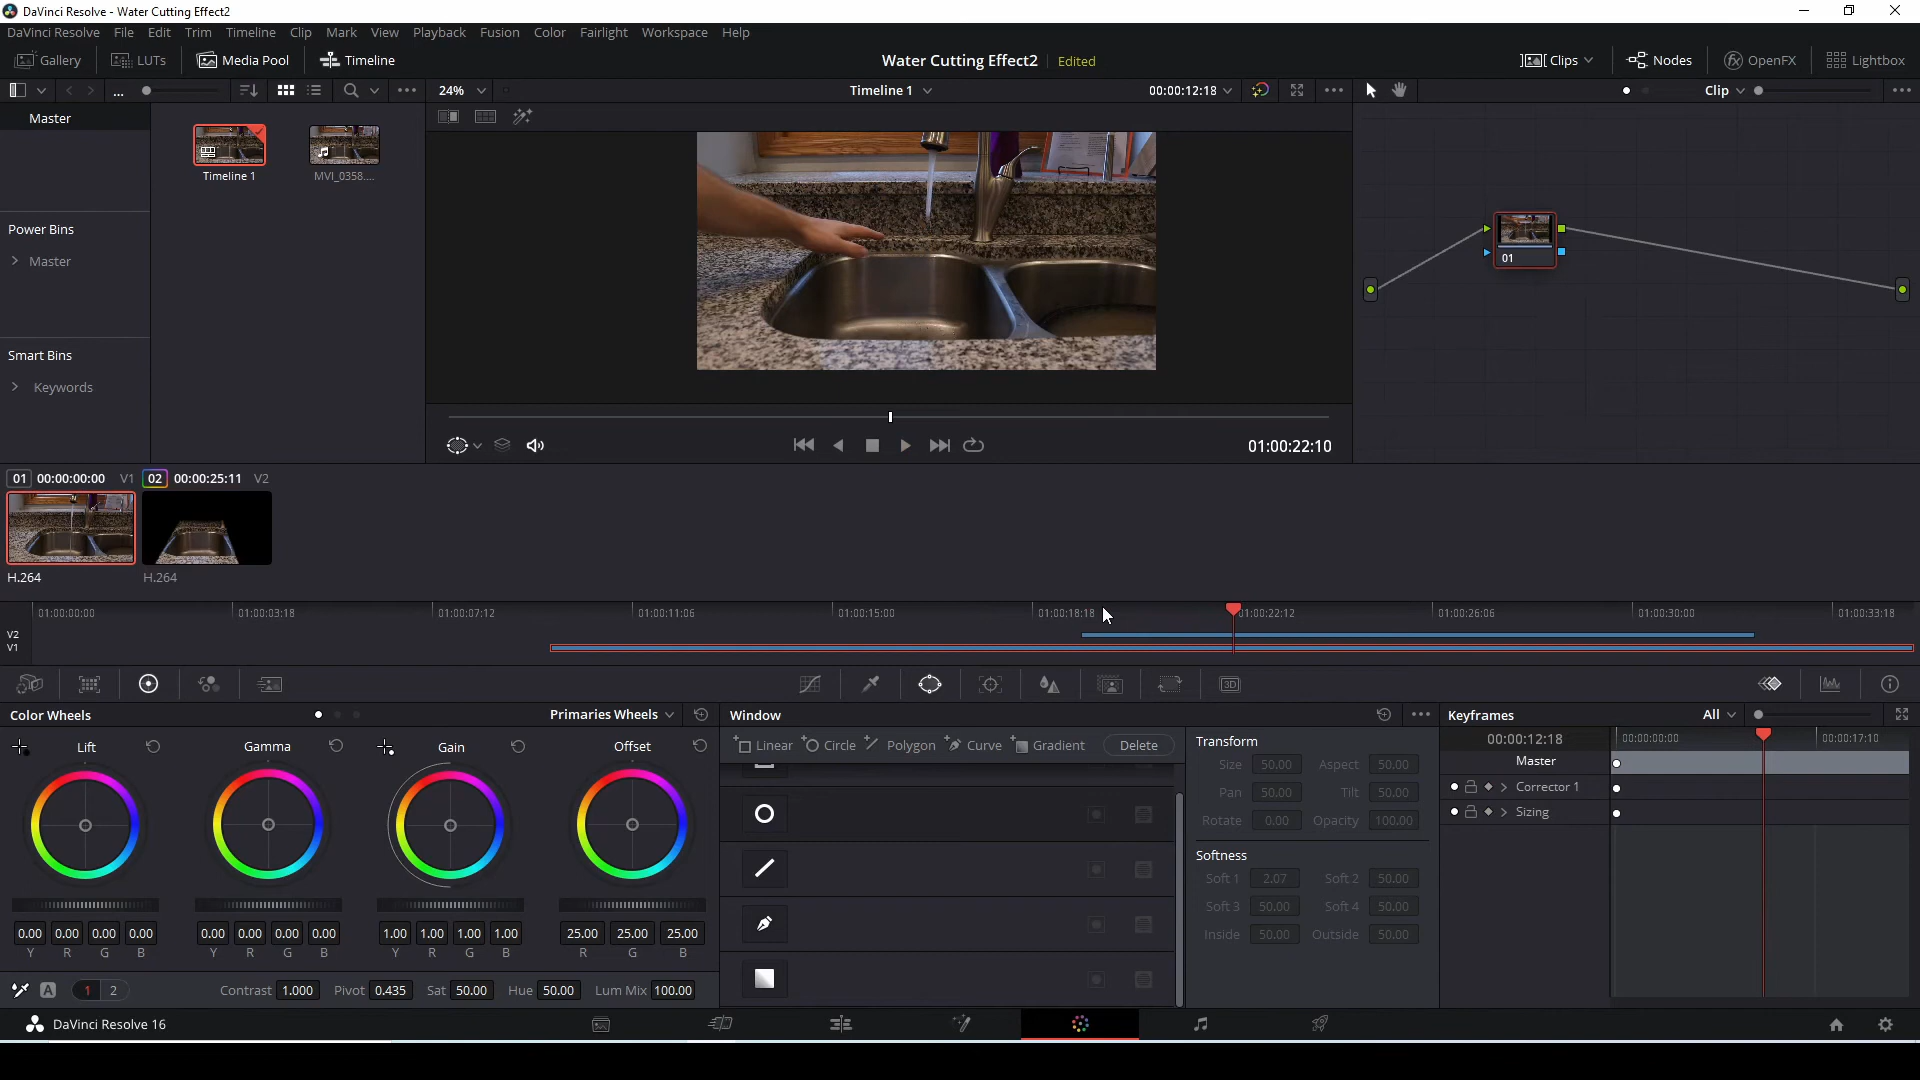 DaVinci Resolve - Water Cutting Effect2
DaVinci Resolve File Edit Trim Timeline Clip Mark View Playback Fusion Color Fairlight Workspace Help
Gallery LUTs Media Pool Timeline Water Cutting Effect2 Edited Clips Nodes OpenFX Lightbox
... 24% Timeline 1 00:00:12:18 Clip
Master
Timeline 1 MVI_0358....
Power Bins
Master
Smart Bins
Keywords
01
01:00:22:10
01 00:00:00:00 V1 02 00:00:25:11 V2
H.264 H.264
01:00:00:00 01:00:03:18 01:00:07:12 01:00:11:06 01:00:15:00 01:00:18:18 01:00:22:12 01:00:26:06 01:00:30:00 01:00:33:18
V2
V1
3D
Color Wheels Primaries Wheels Window Keyframes All
Lift Gamma Gain Offset Linear Circle Polygon Curve Gradient Delete Transform 00:00:12:18 00:00:00:00 00:00:17:10
Size 50.00 Aspect 50.00 Master
Pan 50.00 Tilt 50.00 Corrector 1
Rotate 0.00 Opacity 100.00 Sizing
Softness
Soft 1 2.07 Soft 2 50.00
Soft 3 50.00 Soft 4 50.00
Inside 50.00 Outside 50.00
0.00 0.00 0.00 0.00 0.00 0.00 0.00 0.00 1.00 1.00 1.00 1.00 25.00 25.00 25.00
Y R G B Y R G B Y R G B R G B
A 1 2 Contrast 1.000 Pivot 0.435 Sat 50.00 Hue 50.00 Lum Mix 100.00
DaVinci Resolve 16